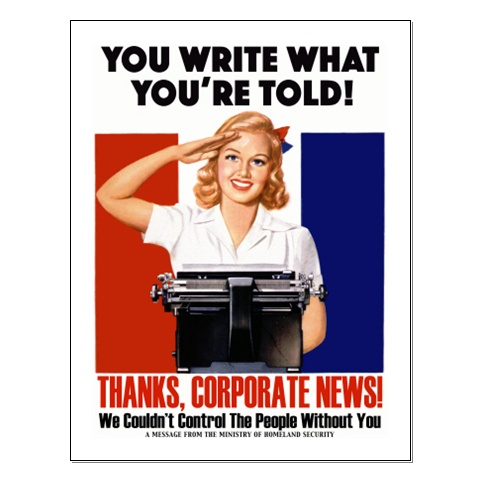 YOU WRITE WHAT
YOU'RE TOLD!
THANKS, CORPORATE NEWS!
We Couldn't Control The People Without You
A MESSAGE FROM THE MINISTRY OF HOMELAND SECURITY